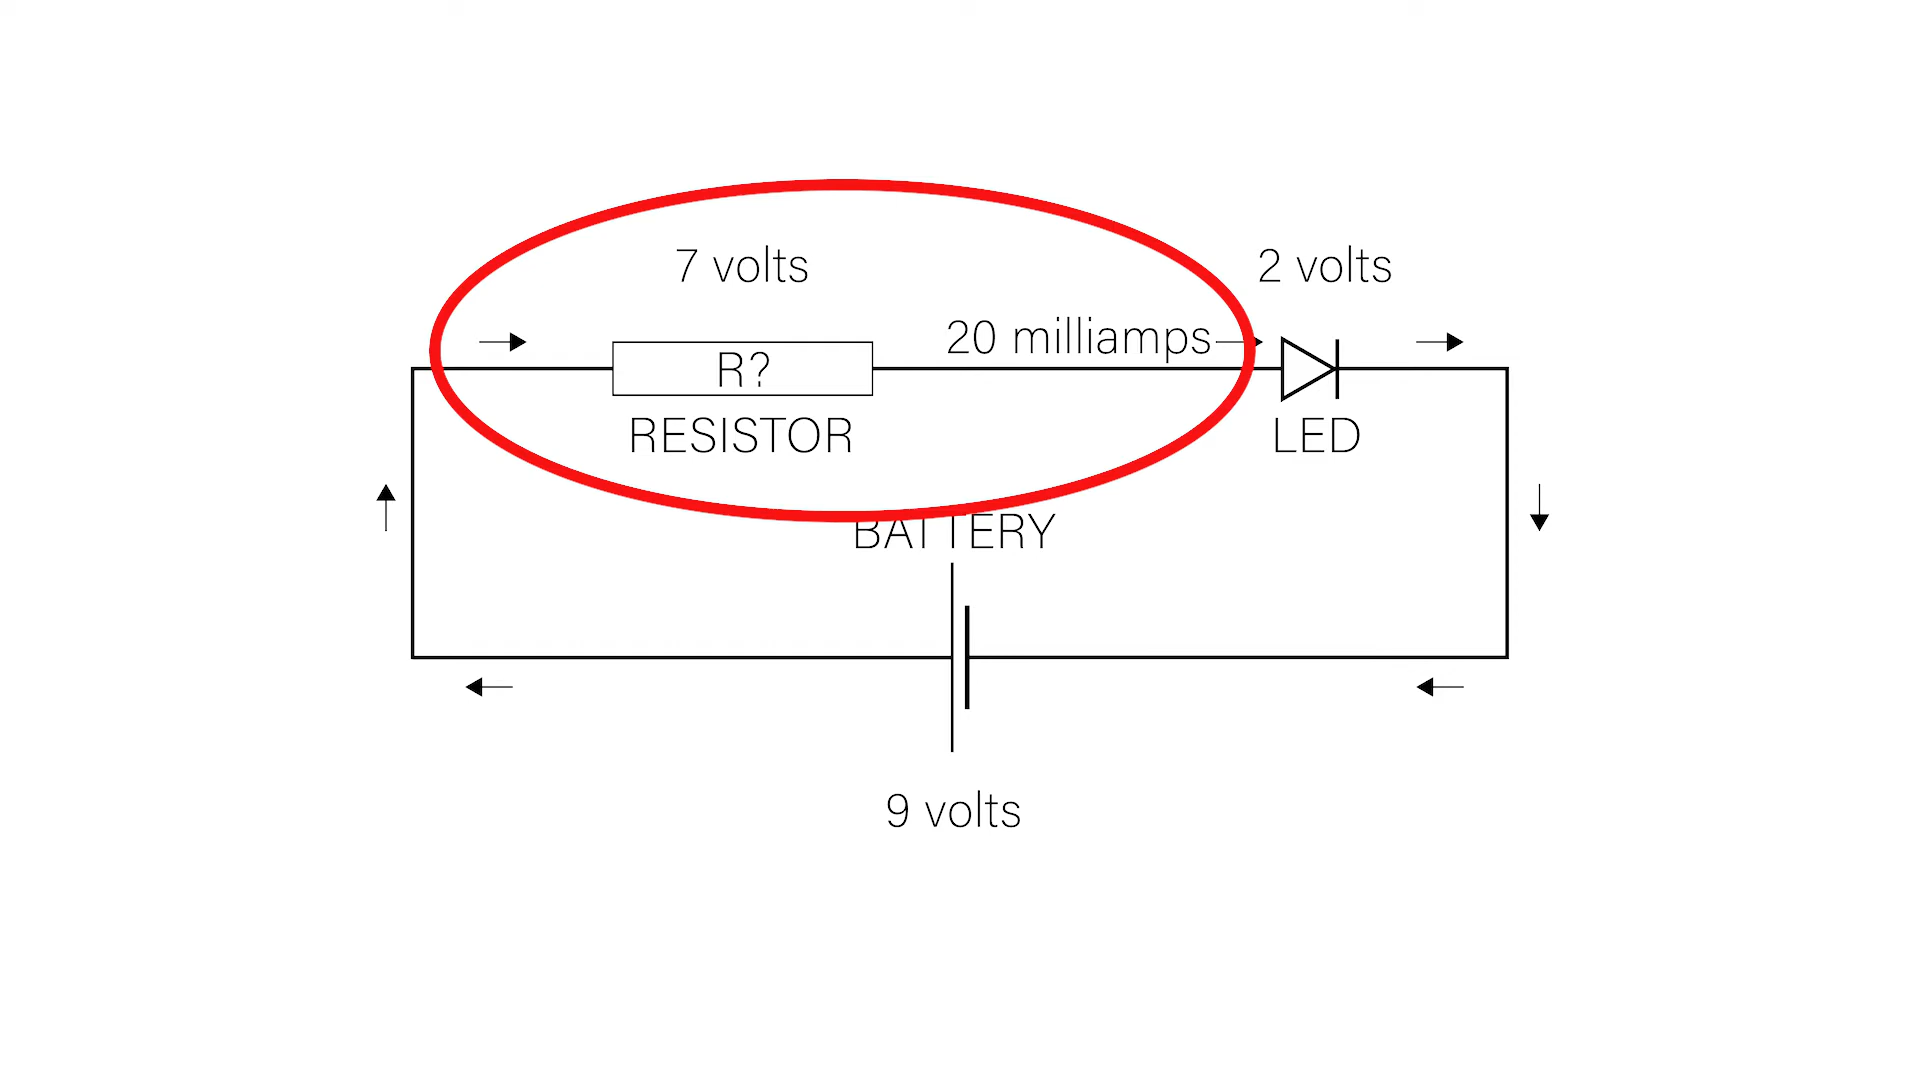 7 volts
2 volts
20 milliamps
R?
RESISTOR
LED
BATTERY
9 volts